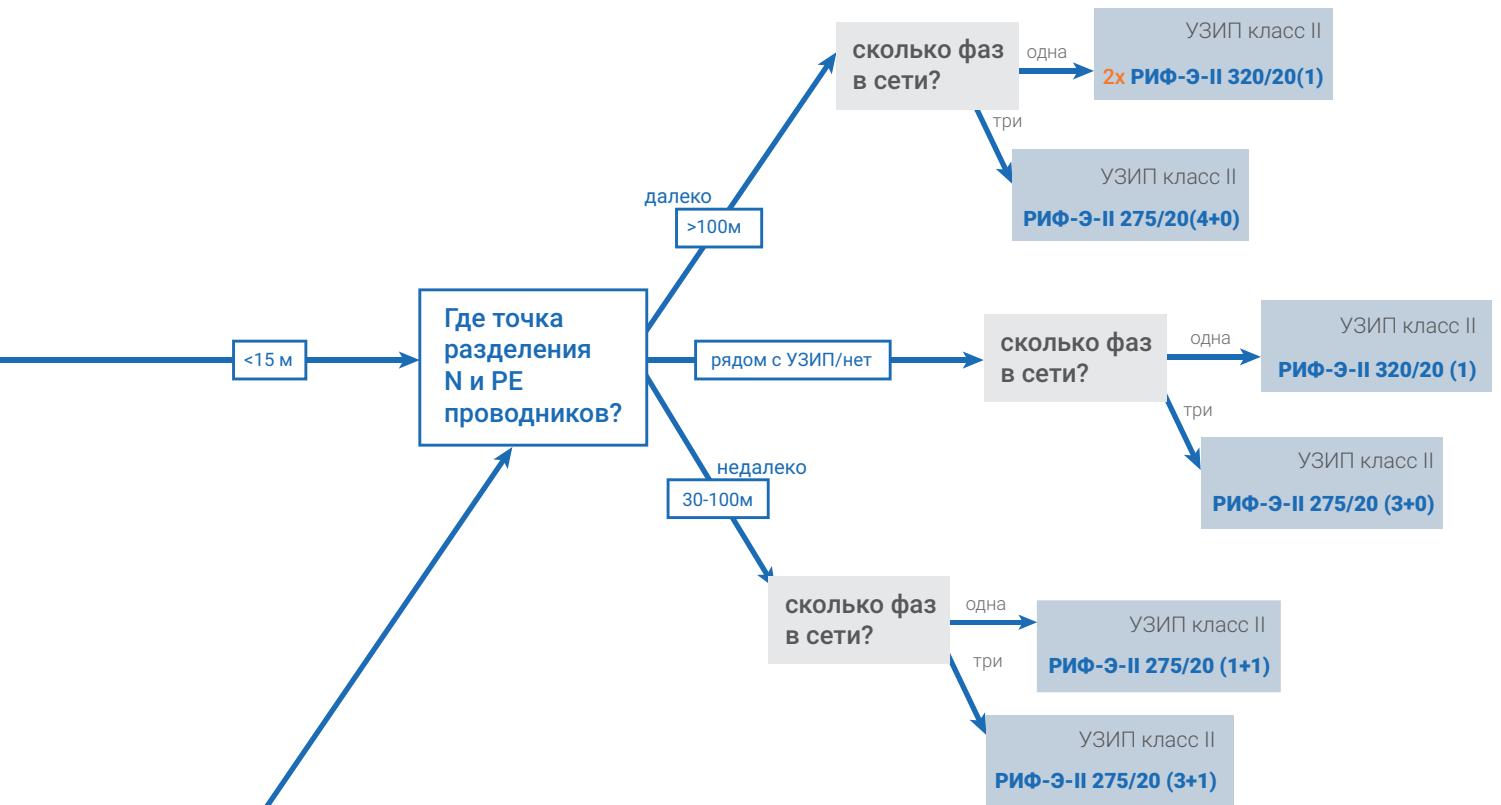 сколько фаз
в сети?
одна
УЗИП класс II
2x РИФ-Э-II 320/20(1)
три
УЗИП класс II
РИФ-Э-II 275/20(4+0)
далеко
>100м
<15 м
Где точка
разделения
N и PE
проводников?
рядом с УЗИП/нет
сколько фаз
в сети?
одна
УЗИП класс II
РИФ-Э-II 320/20 (1)
три
УЗИП класс II
РИФ-Э-II 275/20 (3+0)
недалеко
30-100м
сколько фаз
в сети?
одна
УЗИП класс II
РИФ-Э-II 275/20 (1+1)
три
УЗИП класс II
РИФ-Э-II 275/20 (3+1)